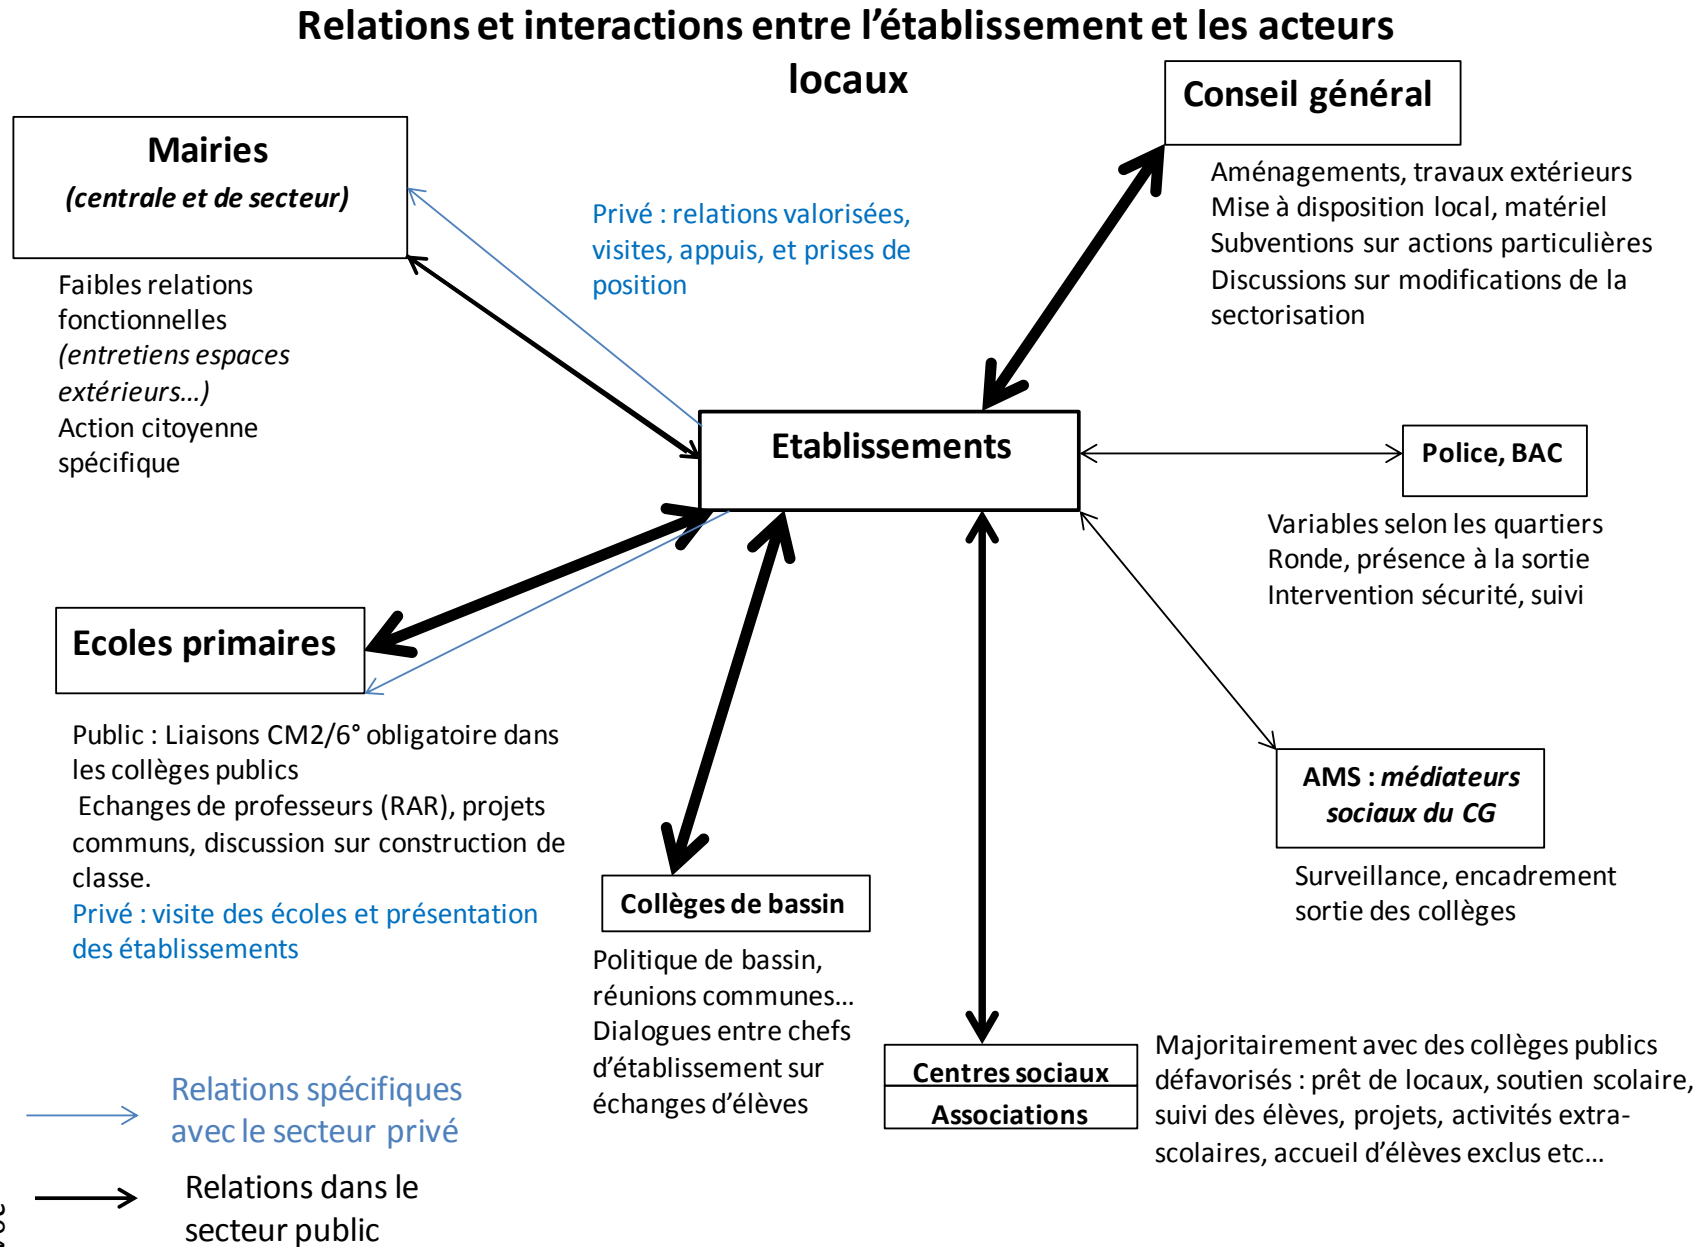 Relations et interactions entre l'établissement et les acteurs
locaux
Conseil général
Aménagements, travaux extérieurs
Mise à disposition local, matériel
Subventions sur actions particulières
Discussions sur modifications de la
sectorisation
Mairies
(centrale et de secteur)
Faibles relations
fonctionnelles
(entretiens espaces
extérieurs…)
Action citoyenne
spécifique
Privé : relations valorisées,
visites, appuis, et prises de
position
Etablissements
Police, BAC
Variables selon les quartiers
Ronde, présence à la sortie
Intervention sécurité, suivi
Ecoles primaires
Public : Liaisons CM2/6° obligatoire dans
les collèges publics
Echanges de professeurs (RAR), projets
communs, discussion sur construction de
classe.
Privé : visite des écoles et présentation
des établissements
AMS : médiateurs
sociaux du CG
Surveillance, encadrement
sortie des collèges
Collèges de bassin
Politique de bassin,
réunions communes…
Dialogues entre chefs
d'établissement sur
échanges d'élèves
Centres sociaux
Associations
Majoritairement avec des collèges publics
défavorisés : prêt de locaux, soutien scolaire,
suivi des élèves, projets, activités extra-
scolaires, accueil d'élèves exclus etc…
Relations spécifiques
avec le secteur privé
Relations dans le
secteur public